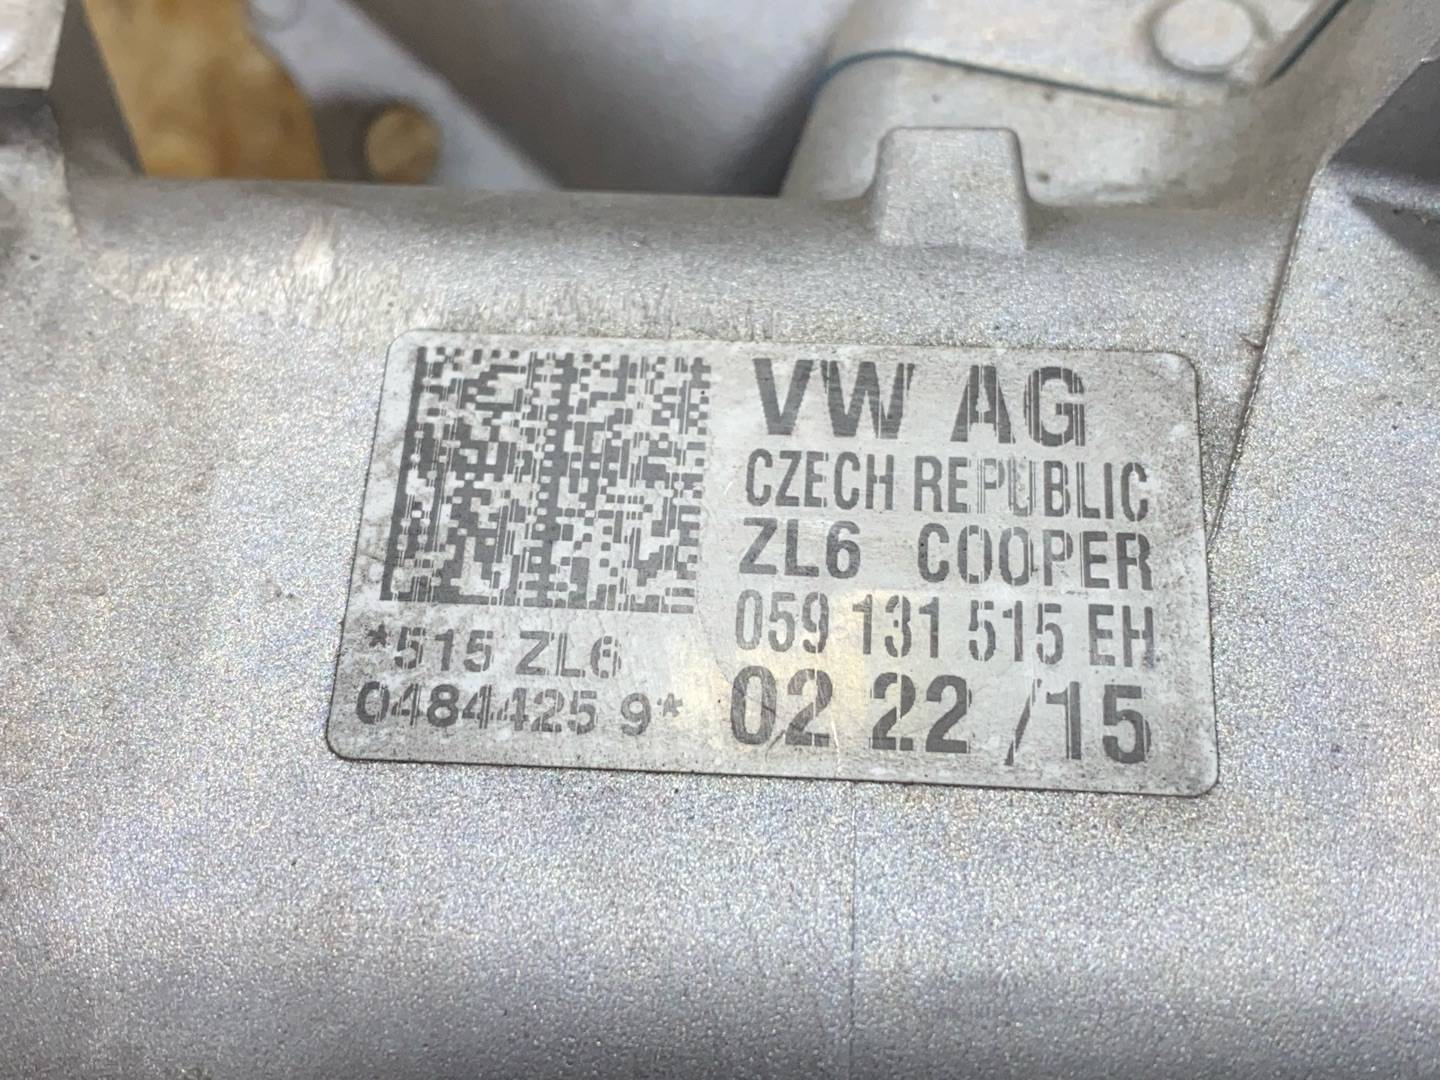 VW AG
CZECH REPUBLIC
ZL6 COOPER
059 131 515 EH
02 22 /15
*515 ZL6
0484425 9*